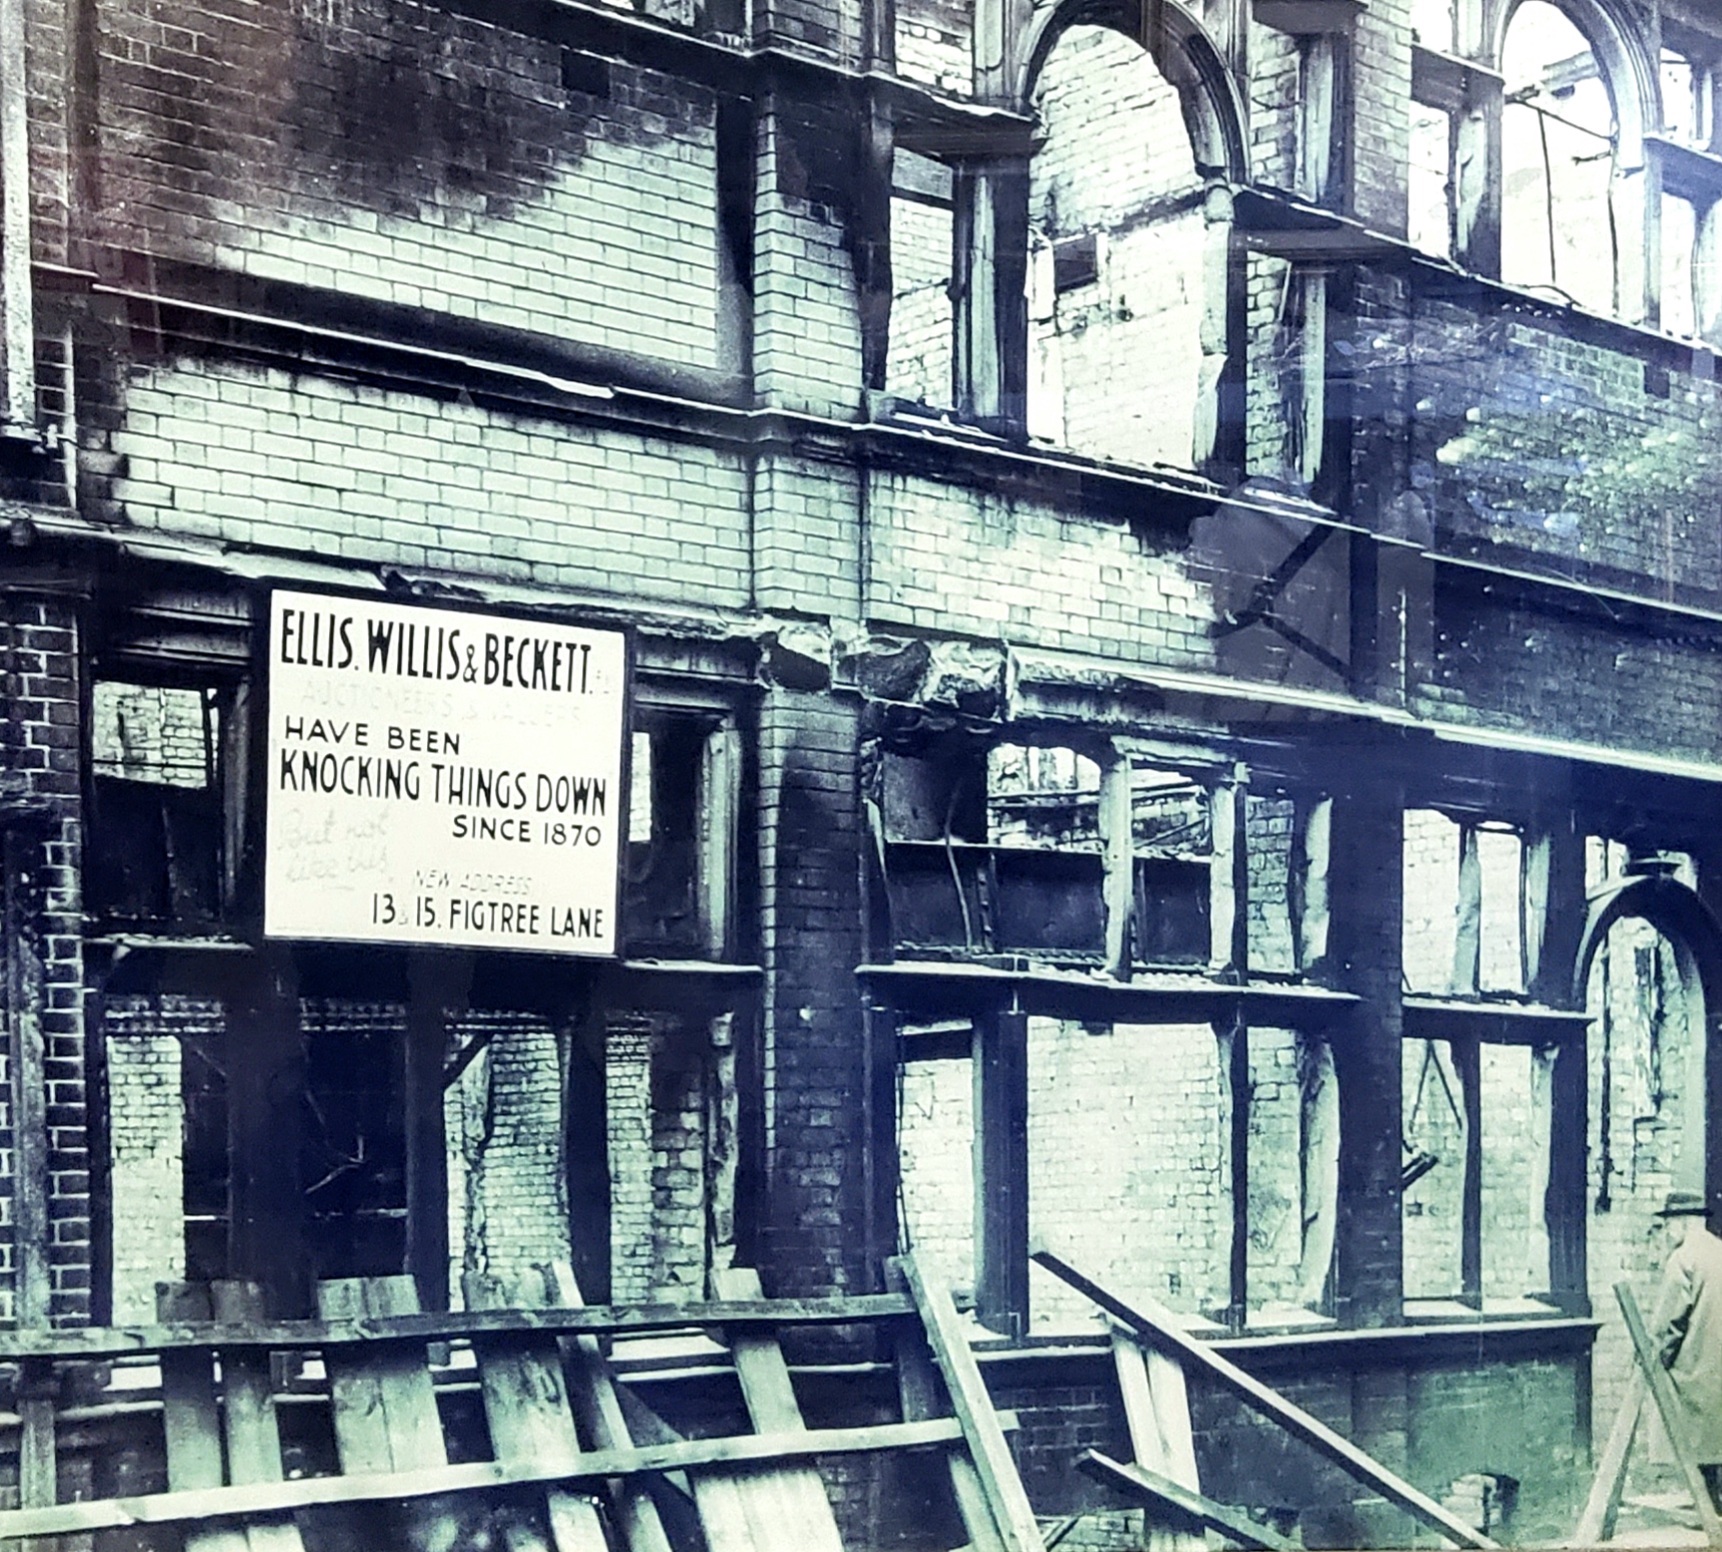 ELLIS. WILLIS & BECKETT.
AUCTIONEERS & VALUERS
HAVE BEEN
KNOCKING THINGS DOWN
SINCE 1870
But not
like this
NEW ADDRESS
13 & 15. FIGTREE LANE